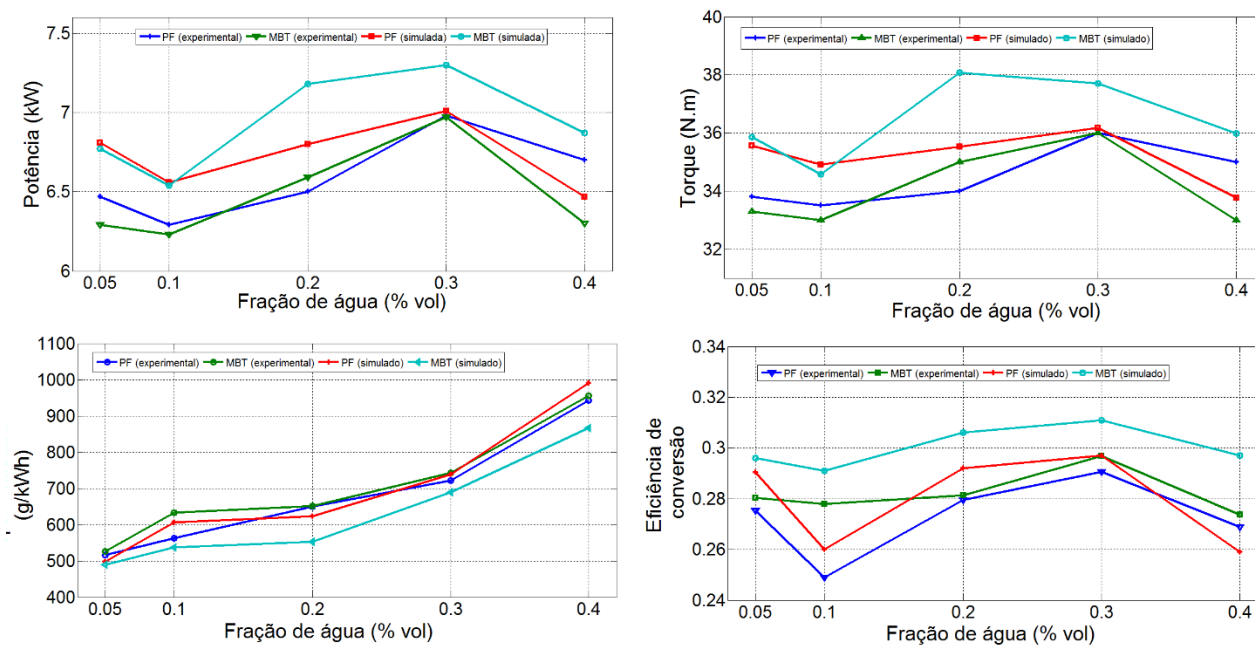 PF (experimental) MBT (experimental) PF (simulada) MBT (simulada)
Potência (kW)
7.5
7
6.5
6
0.05 0.1 0.2 0.3 0.4
Fração de água (% vol)
PF (experimental) MBT (experimental) PF (simulado) MBT (simulado)
Torque (N.m)
40
38
36
34
32
0.05 0.1 0.2 0.3 0.4
Fração de água (% vol)
PF (experimental) MBT (experimental) PF (simulado) MBT (simulado)
(g/kWh)
1100
1000
900
800
700
600
500
400
0.05 0.1 0.2 0.3 0.4
Fração de água (% vol)
PF (experimental) MBT (experimental) PF (simulado) MBT (simulado)
Eficiência de
conversão
0.34
0.32
0.3
0.28
0.26
0.24
0.05 0.1 0.2 0.3 0.4
Fração de água (% vol)